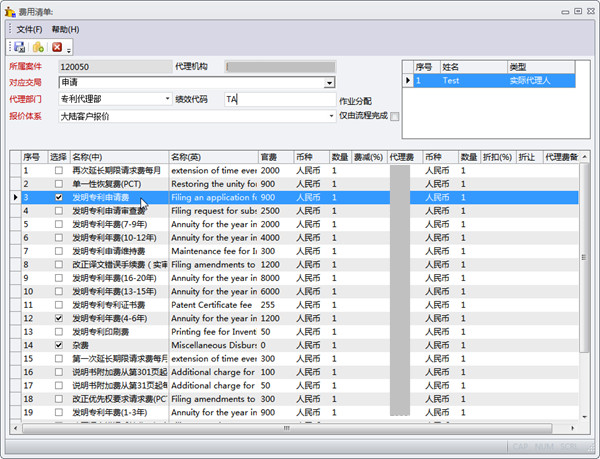 费用清单:
文件(F) 帮助(H)
所属案件 120050 代理机构
对应交局 申请
代理部门 专利代理部 绩效代码 TA 作业分配
报价体系 大陆客户报价 仅由流程完成
序号 姓名 类型
1 Test 实际代理人
序号 选择 名称(中) 名称(英) 官费 币种 数量 费减(%) 代理费 币种 数量 折扣(%) 折让 代理费备
1 再次延长期限请求费每月 extension of time ever 2000 人民币 1 人民币 1
2 单一性恢复费(PCT) Restoring the unity for 900 人民币 1 人民币 1
3 发明专利申请费 Filing an application fo 900 人民币 1 人民币 1
4 发明专利申请审查费 Filing request for subs 2500 人民币 1 人民币 1
5 发明专利年费(7-9年) Annuity for the year in 2000 人民币 1 人民币 1
6 发明专利年费(10-12年) Annuity for the year in 4000 人民币 1 人民币 1
7 发明专利申请维持费 Maintenance fee for I 300 人民币 1 人民币 1
8 改正译文错误手续费（实审 Filing amendments to 1200 人民币 1 人民币 1
9 发明专利年费(16-20年) Annuity for the year in 8000 人民币 1 人民币 1
10 发明专利年费(13-15年) Annuity for the year in 6000 人民币 1 人民币 1
11 发明专利专利证书费 Patent Certificate fee 255 人民币 1 人民币 1
12 发明专利年费(4-6年) Annuity for the year in 1200 人民币 1 人民币 1
13 发明专利印刷费 Printing fee for Invent 50 人民币 1 人民币 1
14 杂费 Miscellaneous Disburs 0 人民币 1 人民币 1
15 第一次延长期限请求费每月 extension of time ever 300 人民币 1 人民币 1
16 说明书附加费从第301页起 Additional charge for 100 人民币 1 人民币 1
17 说明书附加费从第31页起每 Additional charge for 50 人民币 1 人民币 1
18 改正优先权要求请求费(PC Filing amendments to 300 人民币 1 人民币 1
19 发明专利年费(1-3年) Annuity for the year in 900 人民币 1 人民币 1
CAP NUM SCRL